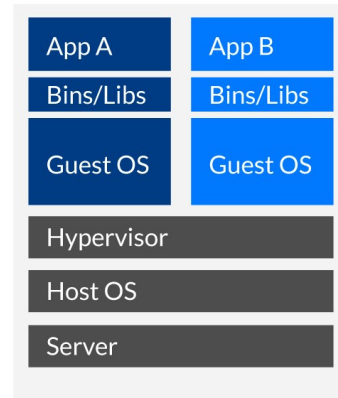 App A
App B
Bins/Libs
Bins/Libs
Guest OS
Guest OS
Hypervisor
Host OS
Server